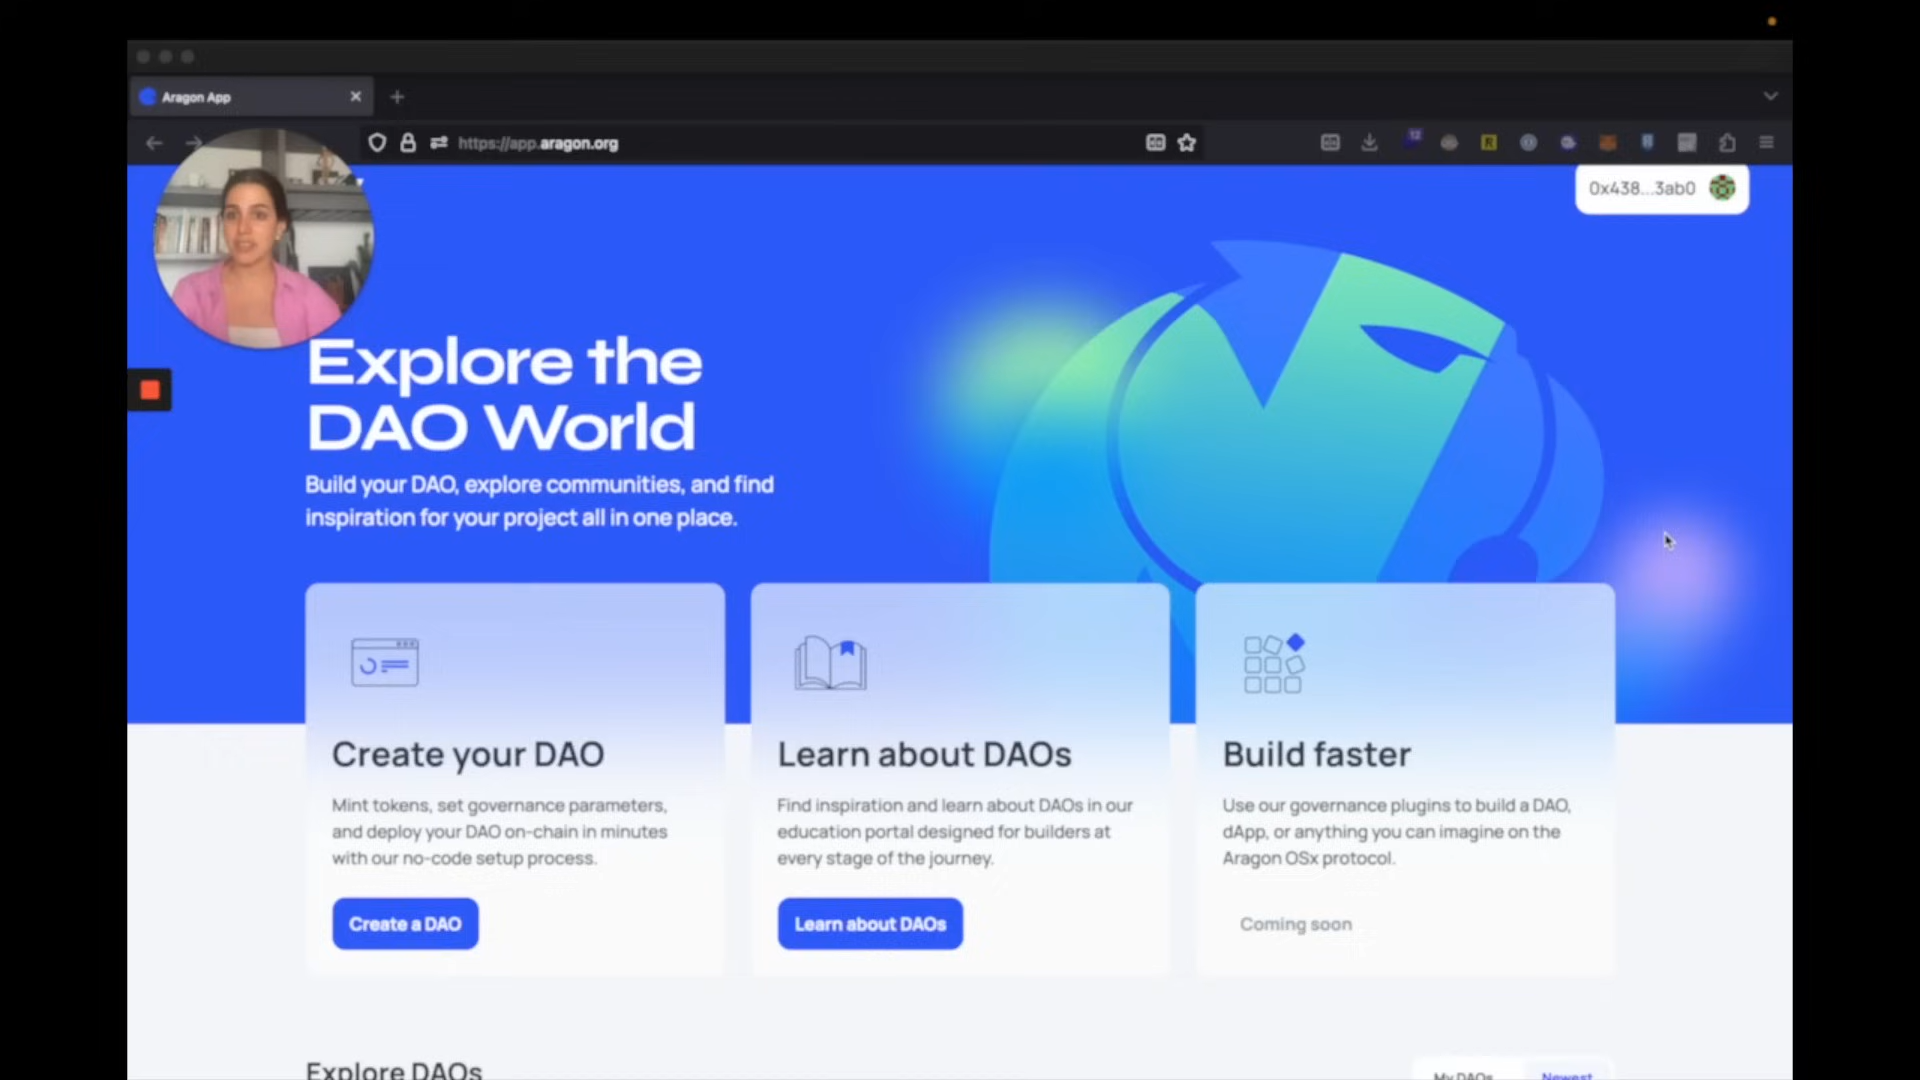 Aragon App
https://app.aragon.org
12
0x438...3ab0
Explore the
DAO World
Build your DAO, explore communities, and find
inspiration for your project all in one place.
Create your DAO
Mint tokens, set governance parameters,
and deploy your DAO on-chain in minutes
with our no-code setup process.
Create a DAO
Learn about DAOs
Find inspiration and learn about DAOs in our
education portal designed for builders at
every stage of the journey.
Learn about DAOs
Build faster
Use our governance plugins to build a DAO,
dApp, or anything you can imagine on the
Aragon OSx protocol.
Coming soon
Explore DAOs
My DAOs
Newest